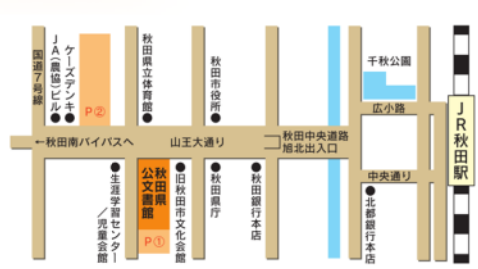 国道7号線
JA(農協)ビル●
ケーズデンキ●
P②
秋田県立体育館●
秋田市役所●
千秋公園
広小路
JR秋田駅
←秋田南バイパスへ
山王大通り
秋田中央道路
旭北出入口
中央通り
●生涯学習センター
/児童会館
秋田県
公文書館
P①
●旧秋田市文化会館
●秋田県庁
●秋田銀行本店
●北都銀行本店